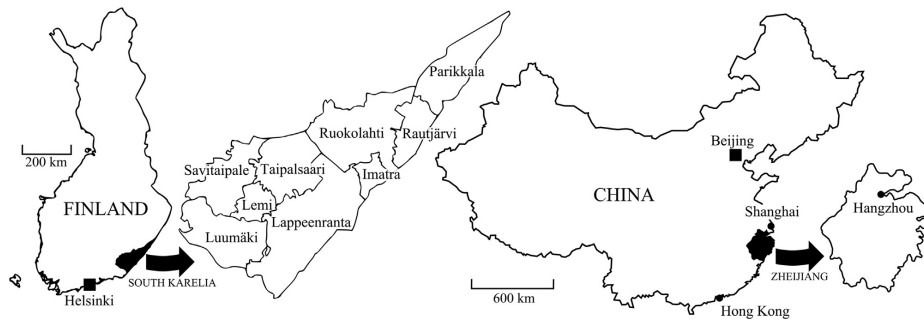 Parikkala
Ruokolahti
Rautjärvi
Beijing
200 km
Savitaipale
Taipalsaari
Imatra
CHINA
Hangzhou
Lemi
FINLAND
Lappeenranta
Shanghai
Luumäki
SOUTH KARELIA
ZHEIJIANG
Helsinki
600 km
Hong Kong